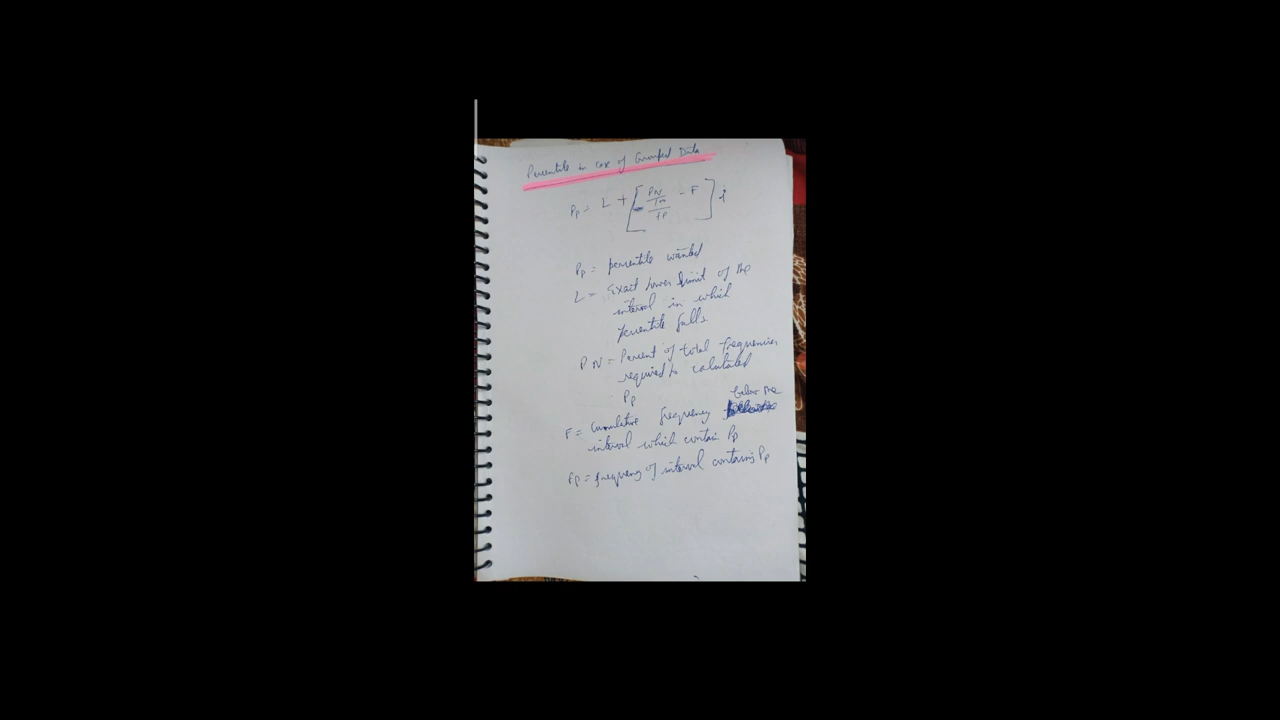 Percentile in case of Grouped Data
Pp = L + [ PN/100 - F / fp ] i
Pp = percentile wanted
L = Exact lower limit of the
interval in which
percentile falls.
PN = Percent of total frequencies
required to calculated
Pp
below the
F = Cumulative frequency
interval which contain Pp
fp = frequency of interval containing Pp